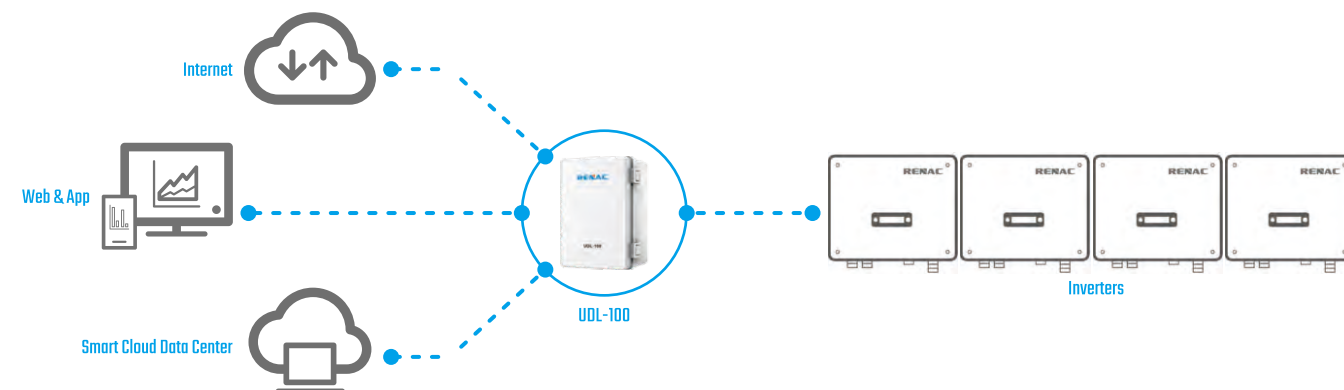 Internet
Web & App
RENAC
UDL-100
UDL-100
RENAC
RENAC
RENAC
RENAC
Inverters
Smart Cloud Data Center